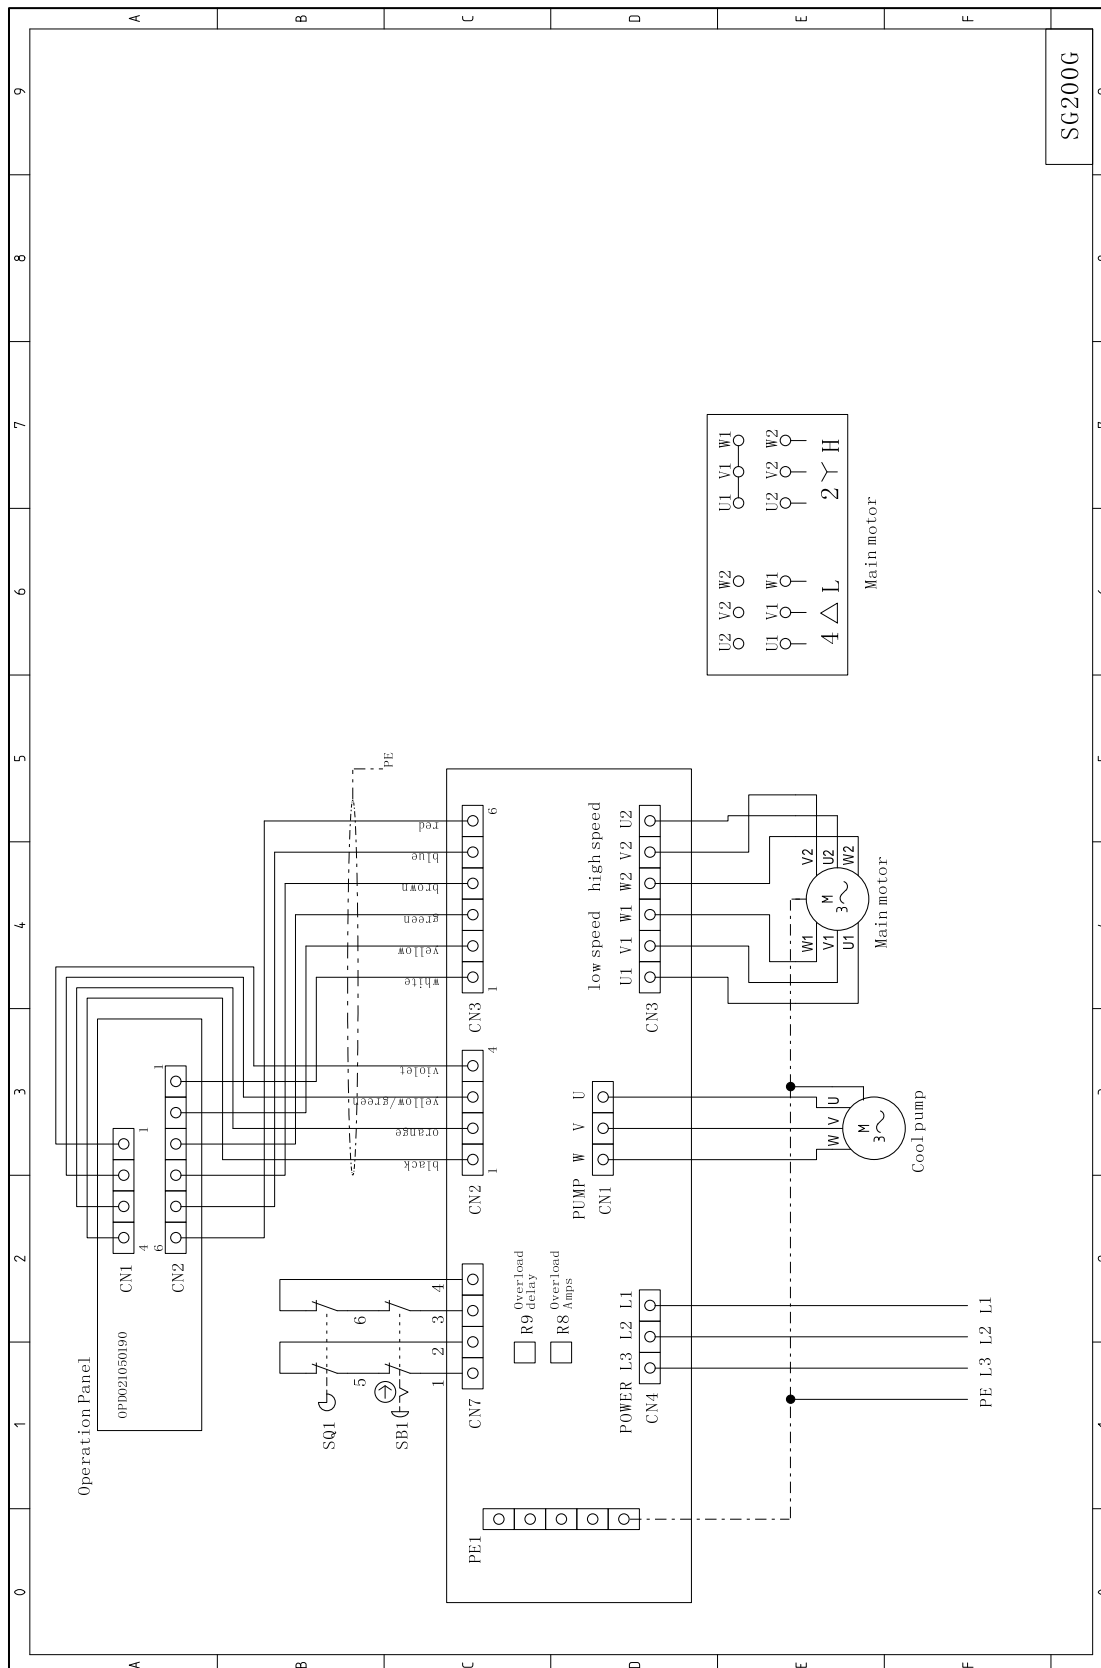 0 1 2 3 4 5 6 7 8 9
A
B
C
D
E
F
A
B
C
D
E
F
Operation Panel
OPD021050190
CN1
4
1
CN2
6
1
SQ1
5
6
SB1
1
2
3
4
CN7
black
orange
yellow/green
violet
white
yellow
green
brown
blue
red
PE
1
CN2
4
1
CN3
6
PE1
R9 Overload
delay
R8 Overload
Amps
PUMP W V U
CN1
low speed high speed
U1 V1 W1 W2 V2 U2
CN3
POWER L3 L2 L1
CN4
W V U
M
3
Cool pump
W1
V1
U1
V2
U2
W2
M
3
Main motor
U2 V2 W2
U1 V1 W1
4 L
U1 V1 W1
U2 V2 W2
2 H
Main motor
PE L3 L2 L1
SG200G